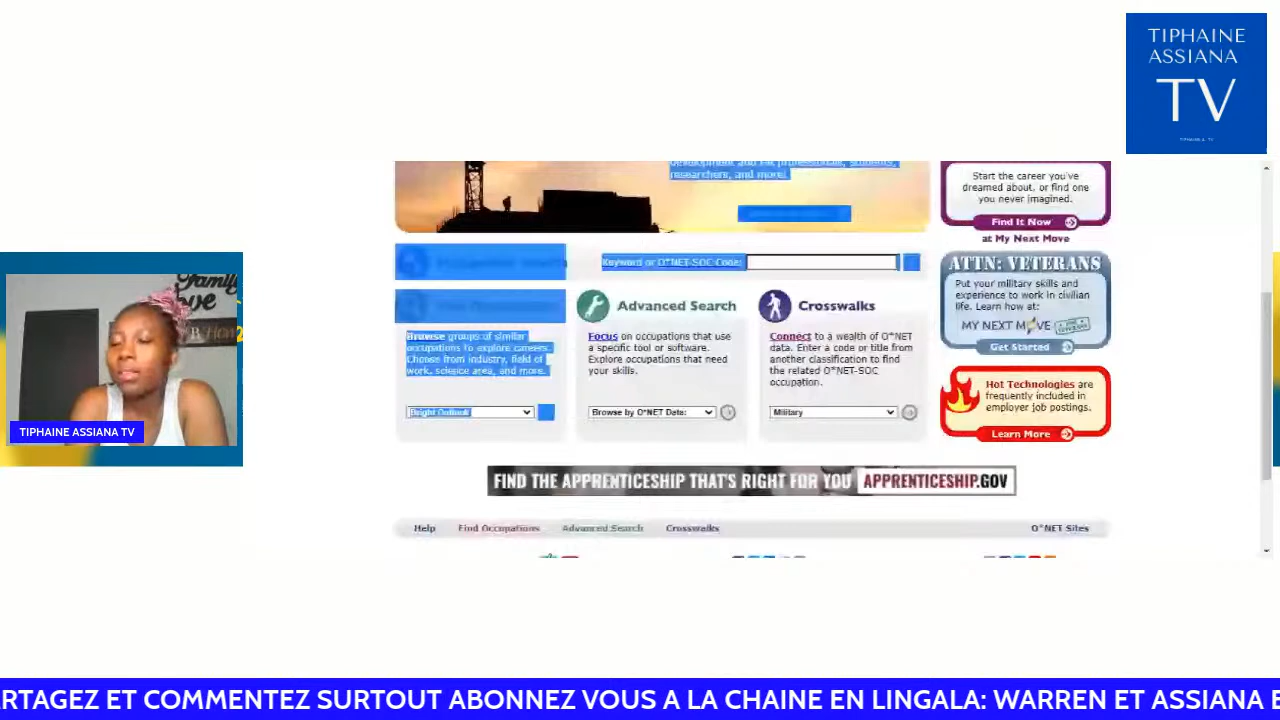 TIPHAINE
ASSIANA
TV
researchers, and more!
Start the career you've
dreamed about, or find one
you never imagined.
Find It Now
at My Next Move
Keyword or O*NET-SOC Code:
ATTN: VETERANS
Put your military skills and
experience to work in civilian
life. Learn how at:
MY NEXT MOVE
Get Started
Browse groups of similar
occupations to explore careers.
Choose from industry, field of
work, science area, and more.
Bright Outlook
Advanced Search
Focus on occupations that use
a specific tool or software.
Explore occupations that need
your skills.
Browse by O*NET Data:
Crosswalks
Connect to a wealth of O*NET
data. Enter a code or title from
another classification to find
the related O*NET-SOC
occupation.
Military
Hot Technologies are
frequently included in
employer job postings.
Learn More
Family
TIPHAINE ASSIANA TV
FIND THE APPRENTICESHIP THAT'S RIGHT FOR YOU APPRENTICESHIP.GOV
Help Find Occupations Advanced Search Crosswalks O*NET Sites
RTAGEZ ET COMMENTEZ SURTOUT ABONNEZ VOUS A LA CHAINE EN LINGALA: WARREN ET ASSIANA